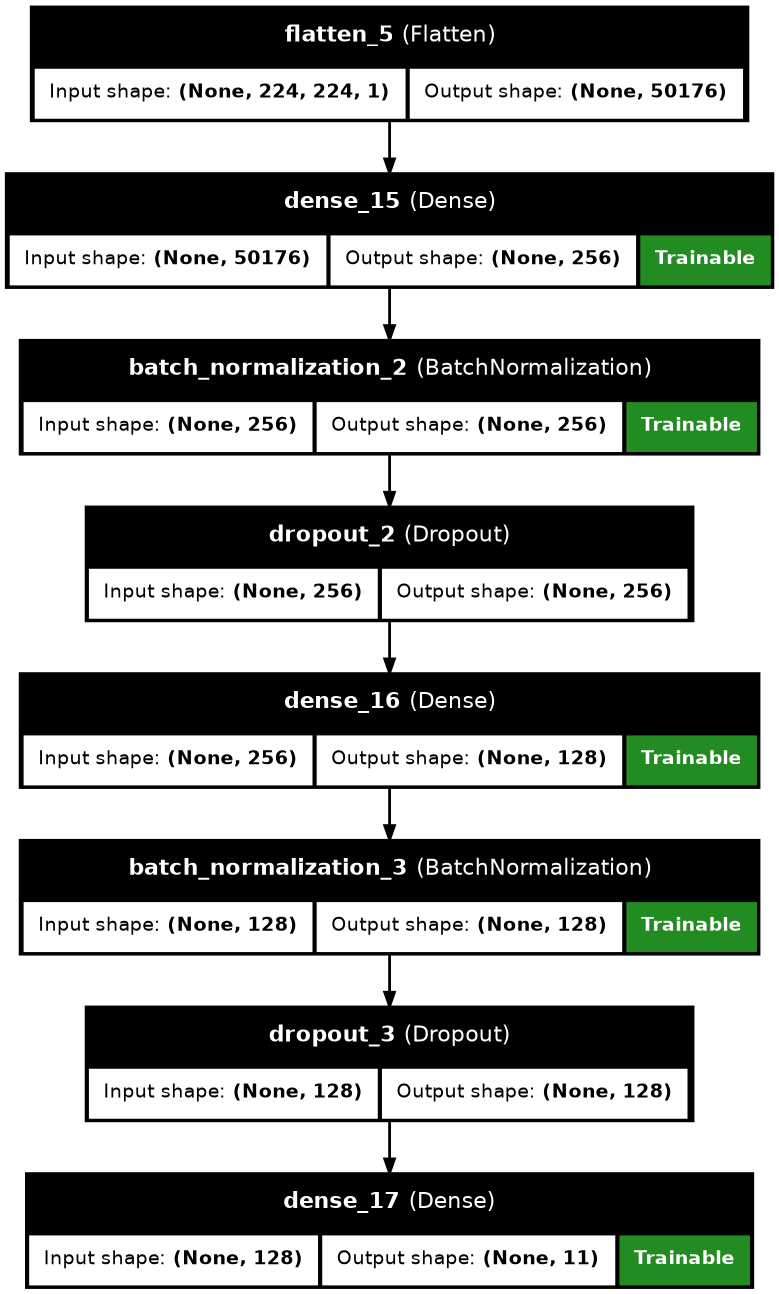 flatten_5 (Flatten)
Input shape: (None, 224, 224, 1) Output shape: (None, 50176)
dense_15 (Dense)
Input shape: (None, 50176) Output shape: (None, 256) Trainable
batch_normalization_2 (BatchNormalization)
Input shape: (None, 256) Output shape: (None, 256) Trainable
dropout_2 (Dropout)
Input shape: (None, 256) Output shape: (None, 256)
dense_16 (Dense)
Input shape: (None, 256) Output shape: (None, 128) Trainable
batch_normalization_3 (BatchNormalization)
Input shape: (None, 128) Output shape: (None, 128) Trainable
dropout_3 (Dropout)
Input shape: (None, 128) Output shape: (None, 128)
dense_17 (Dense)
Input shape: (None, 128) Output shape: (None, 11) Trainable